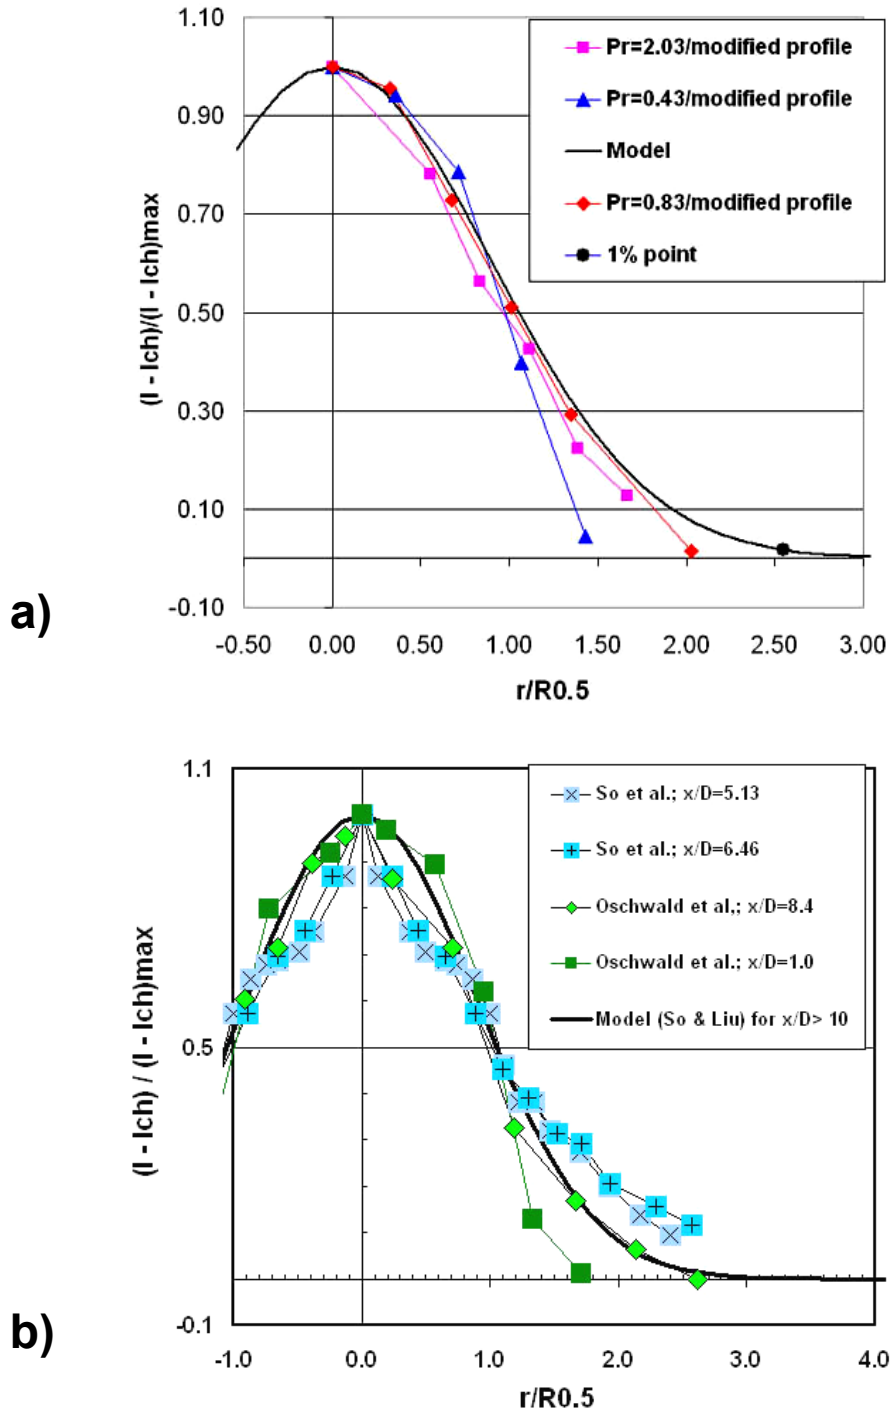 1.10
0.90
0.70
0.50
0.30
0.10
-0.10
(I - Ich)/(I - Ich)max
Pr=2.03/modified profile
Pr=0.43/modified profile
Model
Pr=0.83/modified profile
1% point
a)
-0.50 0.00 0.50 1.00 1.50 2.00 2.50 3.00
r/R0.5
1.1
0.5
-0.1
(I - Ich) / (I - Ich)max
So et al.; x/D=5.13
So et al.; x/D=6.46
Oschwald et al,; x/D=8.4
Oschwald et al.; x/D=1.0
Model (So & Liu) for x/D> 10
b)
-1.0 0.0 1.0 2.0 3.0 4.0
r/R0.5